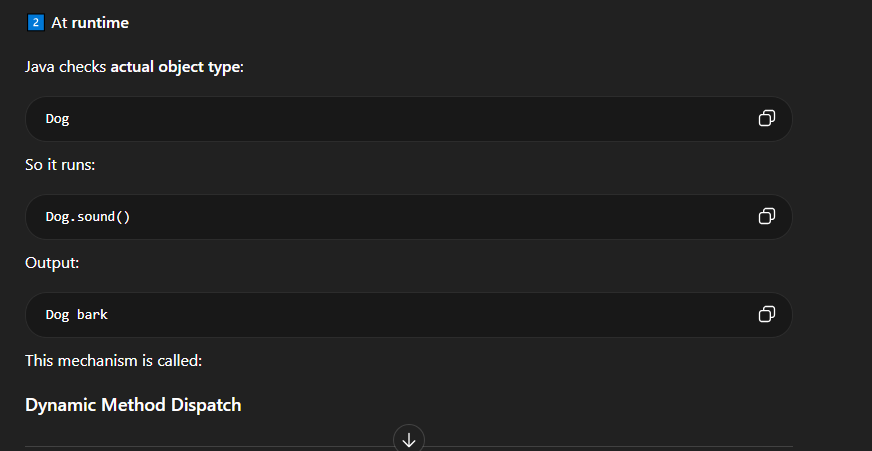 2 At runtime
Java checks actual object type:
Dog
So it runs:
Dog.sound()
Output:
Dog bark
This mechanism is called:
Dynamic Method Dispatch